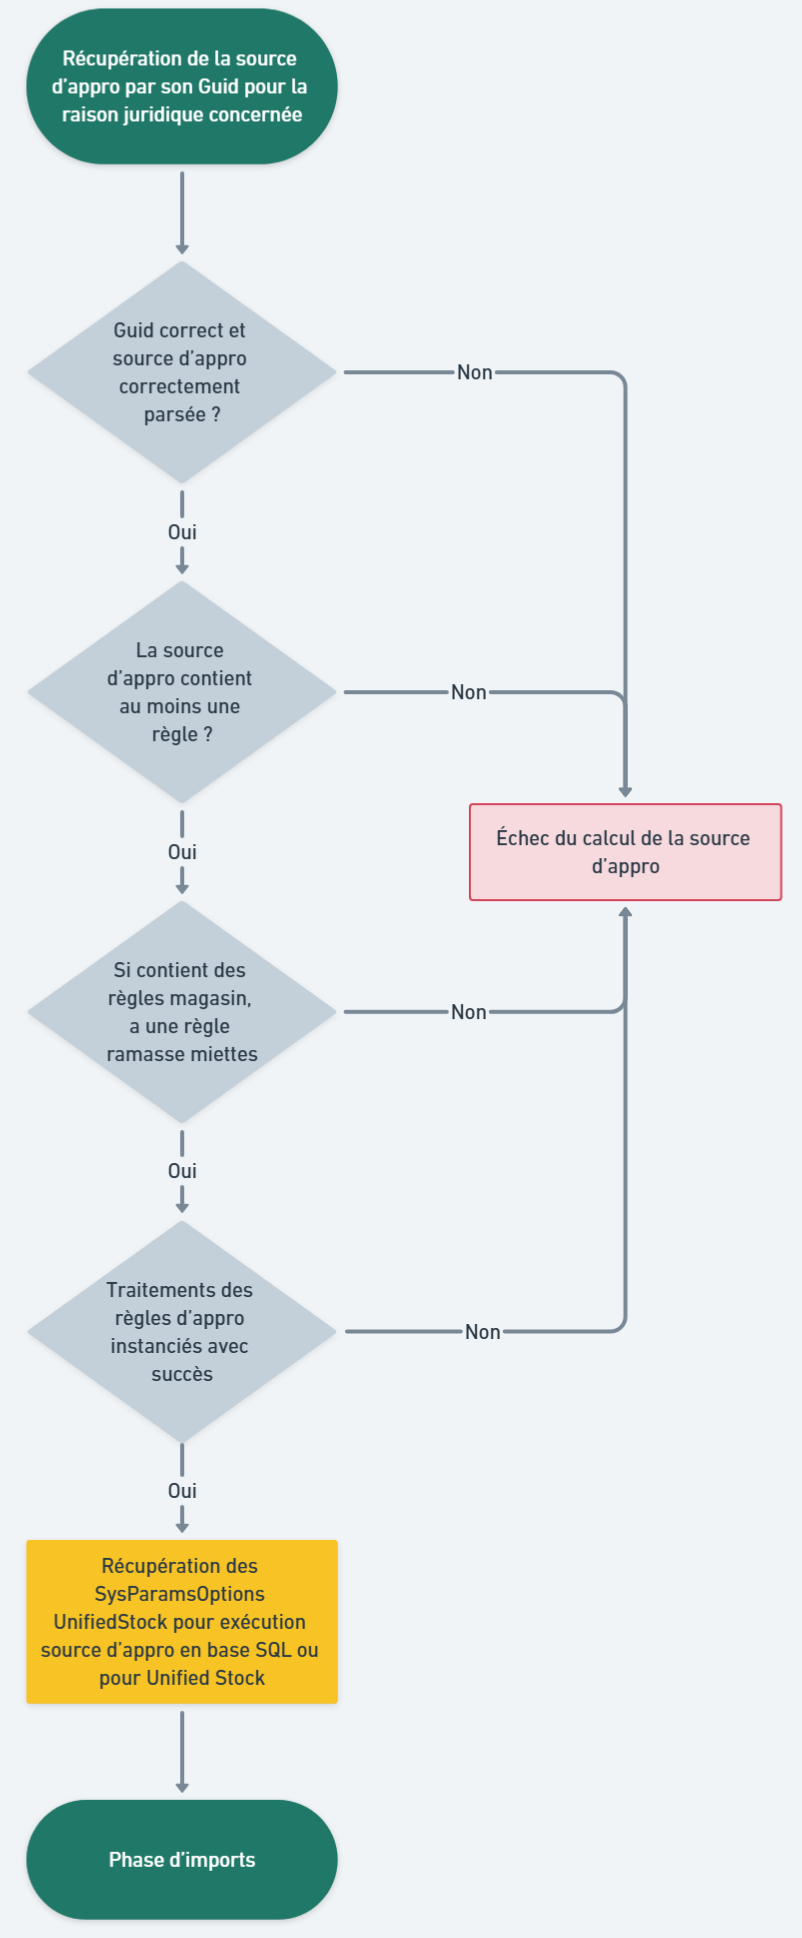 Récupération de la source
d’appro par son Guid pour la
raison juridique concernée
Guid correct et
source d’appro
correctement
parsée ?
Non
Oui
La source
d’appro contient
au moins une
règle ?
Non
Oui
Échec du calcul de la source
d’appro
Si contient des
règles magasin,
a une règle
ramasse miettes
Non
Oui
Traitements des
règles d’appro
instanciés avec
succès
Non
Oui
Récupération des
SysParamsOptions
UnifiedStock pour exécution
source d’appro en base SQL ou
pour Unified Stock
Phase d’imports